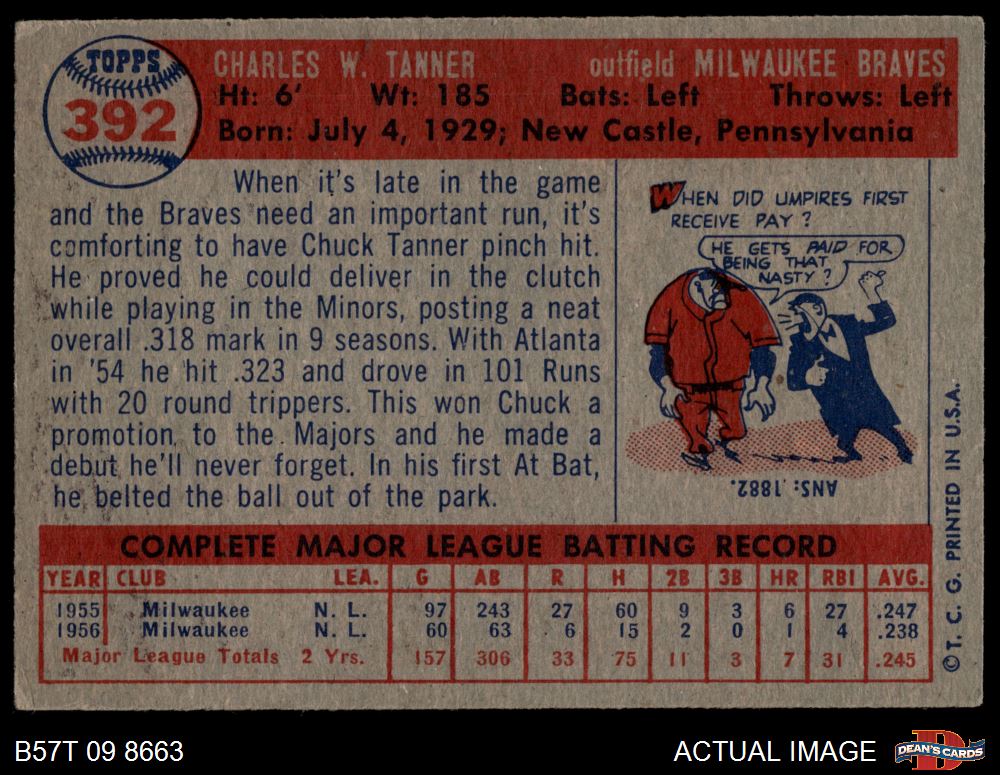 TOPPS
392
CHARLES W. TANNER outfield MILWAUKEE BRAVES
Ht: 6' Wt: 185 Bats: Left Throws: Left
Born: July 4, 1929; New Castle, Pennsylvania
When it's late in the game
and the Braves need an important run, it's
comforting to have Chuck Tanner pinch hit.
He proved he could deliver in the clutch
while playing in the Minors, posting a neat
overall .318 mark in 9 seasons. With Atlanta
in '54 he hit .323 and drove in 101 Runs
with 20 round trippers. This won Chuck a
promotion to the Majors and he made a
debut he'll never forget. In his first At Bat,
he belted the ball out of the park.
WHEN DID UMPIRES FIRST
RECEIVE PAY?
HE GETS PAID FOR
BEING THAT
NASTY?
ANS: 1882.
COMPLETE MAJOR LEAGUE BATTING RECORD
YEAR CLUB LEA. G AB R H 2B 3B HR RBI AVG.
1955 Milwaukee N. L. 97 243 27 60 9 3 6 27 .247
1956 Milwaukee N. L. 60 63 6 15 2 0 1 4 .238
Major League Totals 2 Yrs. 157 306 33 75 11 3 7 31 .245
© T. C. G. PRINTED IN U.S.A.
B57T 09 8663 ACTUAL IMAGE
DEAN'S CARDS